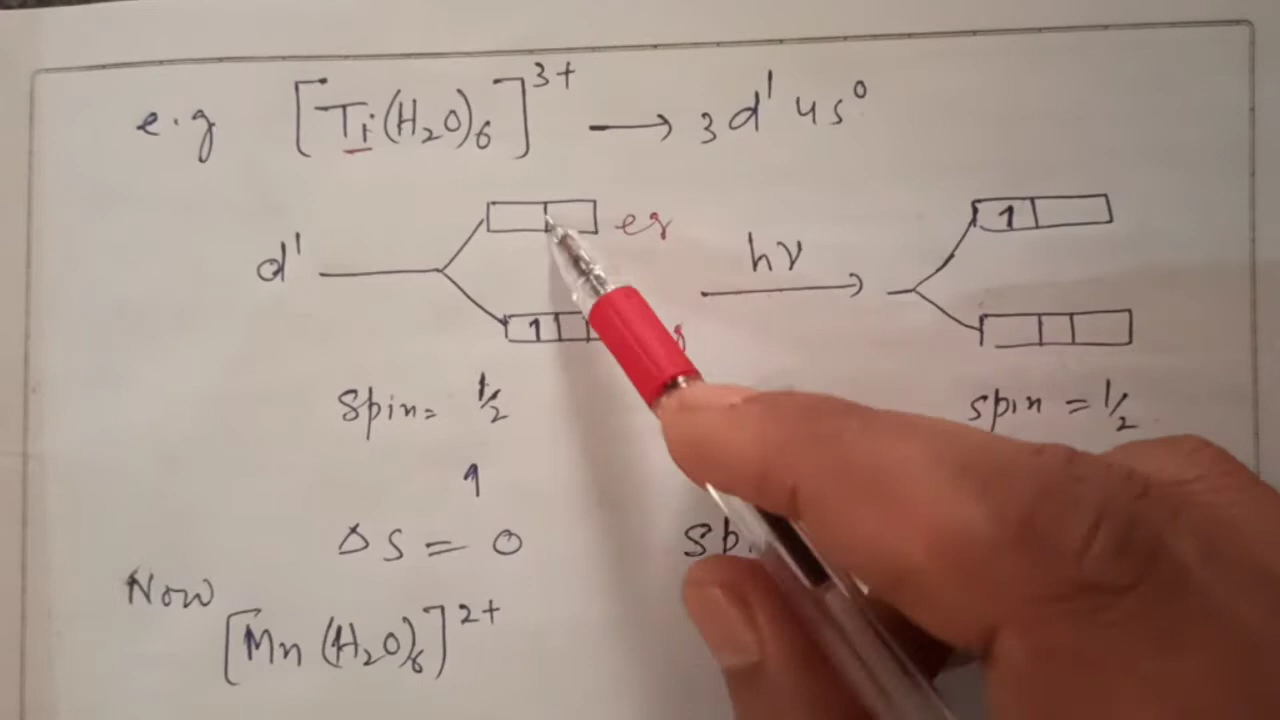 e.g [Ti(H₂O)₆]³⁺ → 3d¹ 4s⁰
1
d¹ eg hν
1
Spin = 1/2 spin = 1/2
1
ΔS = 0
Now
[Mn(H₂O)₆]²⁺